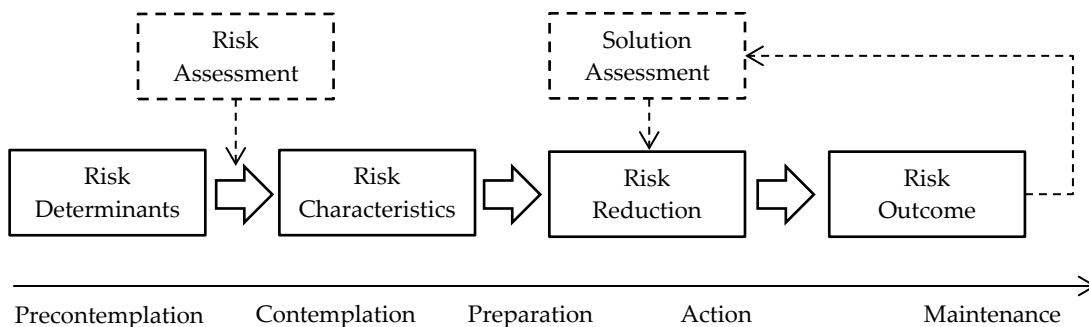 Risk
Assessment
Solution
Assessment
Risk
Determinants
Risk
Characteristics
Risk
Reduction
Risk
Outcome
Precontemplation
Contemplation
Preparation
Action
Maintenance